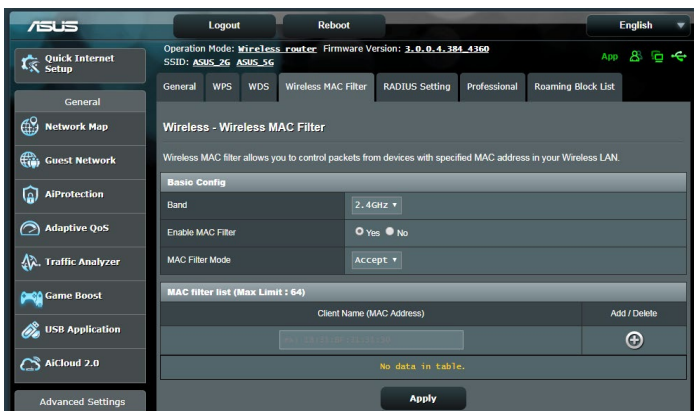 ASUS
Logout
Reboot
English
Quick Internet
Setup
General
Network Map
Guest Network
AiProtection
Adaptive QoS
Traffic Analyzer
Game Boost
USB Application
AiCloud 2.0
Advanced Settings
Operation Mode: Wireless router Firmware Version: 3.0.0.4.384_4360
SSID: ASUS_2G ASUS_5G
App
General WPS WDS Wireless MAC Filter RADIUS Setting Professional Roaming Block List
Wireless - Wireless MAC Filter
Wireless MAC filter allows you to control packets from devices with specified MAC address in your Wireless LAN.
Basic Config
Band 2.4GHz
Enable MAC Filter Yes No
MAC Filter Mode Accept
MAC filter list (Max Limit : 64)
Client Name (MAC Address) Add / Delete
No data in table.
Apply